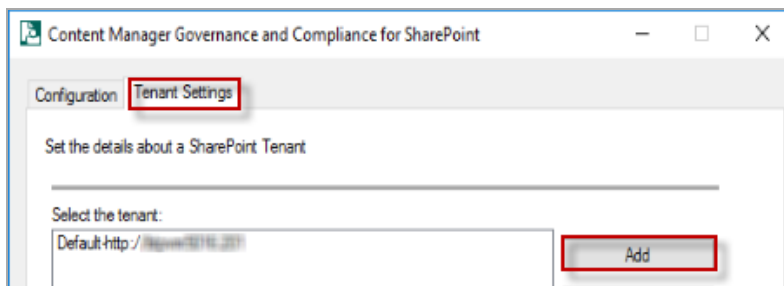 Content Manager Governance and Compliance for SharePoint
Configuration Tenant Settings
Set the details about a SharePoint Tenant
Select the tenant:
Default-http:/
Add